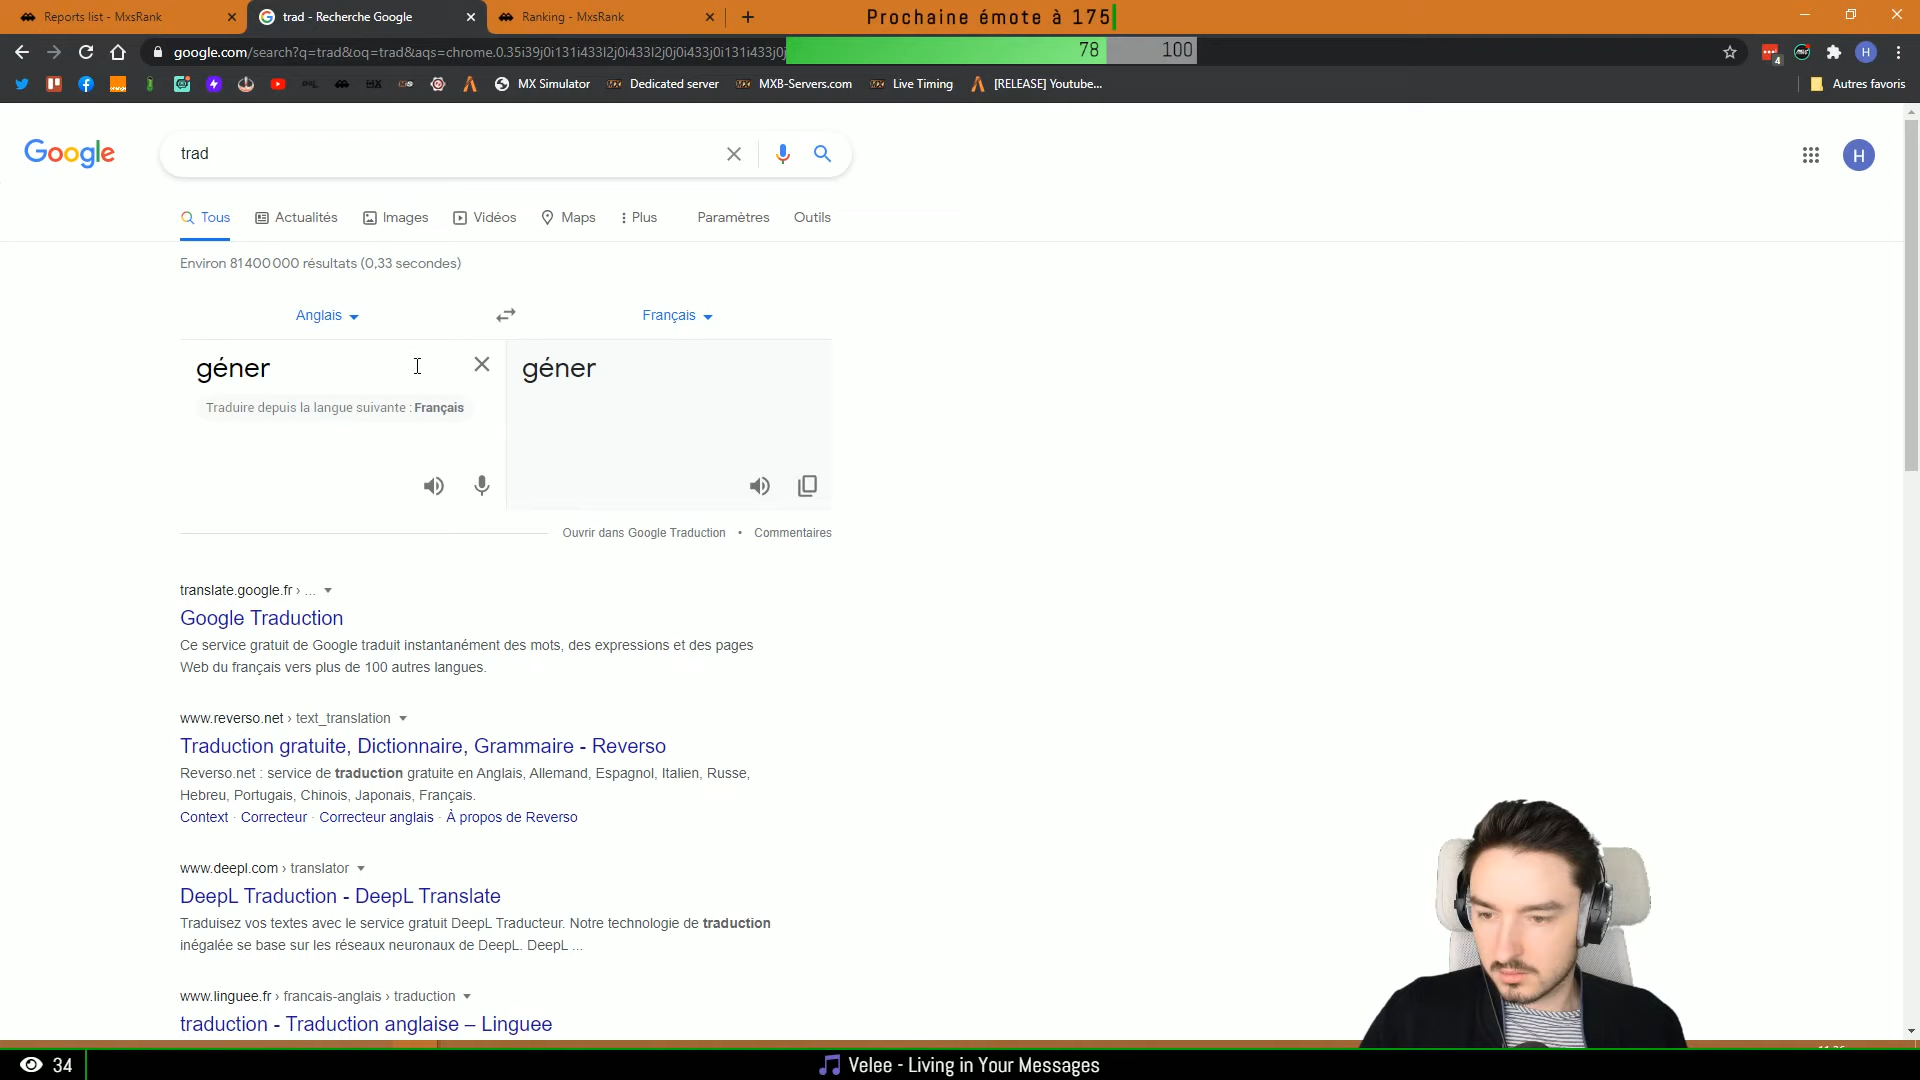 Reports list - MxsRank
trad - Recherche Google
Ranking - MxsRank
Prochaine émote à 175
google.com/search?q=trad&oq=trad&aqs=chrome.0.35i39j0i131i433l2j0i433l2j0j0i433j0i131i433j0
78
100
4
H
MX Simulator
Dedicated server
MXB-Servers.com
Live Timing
[RELEASE] Youtube...
Autres favoris
Google
trad
H
Tous
Actualités
Images
Vidéos
Maps
Plus
Paramètres
Outils
Environ 81 400 000 résultats (0,33 secondes)
Anglais
Français
géner
géner
Traduire depuis la langue suivante : Français
Ouvrir dans Google Traduction • Commentaires
translate.google.fr › ...
Google Traduction
Ce service gratuit de Google traduit instantanément des mots, des expressions et des pages
Web du français vers plus de 100 autres langues.
www.reverso.net › text_translation
Traduction gratuite, Dictionnaire, Grammaire - Reverso
Reverso.net : service de traduction gratuite en Anglais, Allemand, Espagnol, Italien, Russe,
Hebreu, Portugais, Chinois, Japonais, Français.
Context · Correcteur · Correcteur anglais · À propos de Reverso
www.deepl.com › translator
DeepL Traduction - DeepL Translate
Traduisez vos textes avec le service gratuit DeepL Traducteur. Notre technologie de traduction
inégalée se base sur les réseaux neuronaux de DeepL. DeepL ...
www.linguee.fr › francais-anglais › traduction
traduction - Traduction anglaise – Linguee
34
Velee - Living in Your Messages